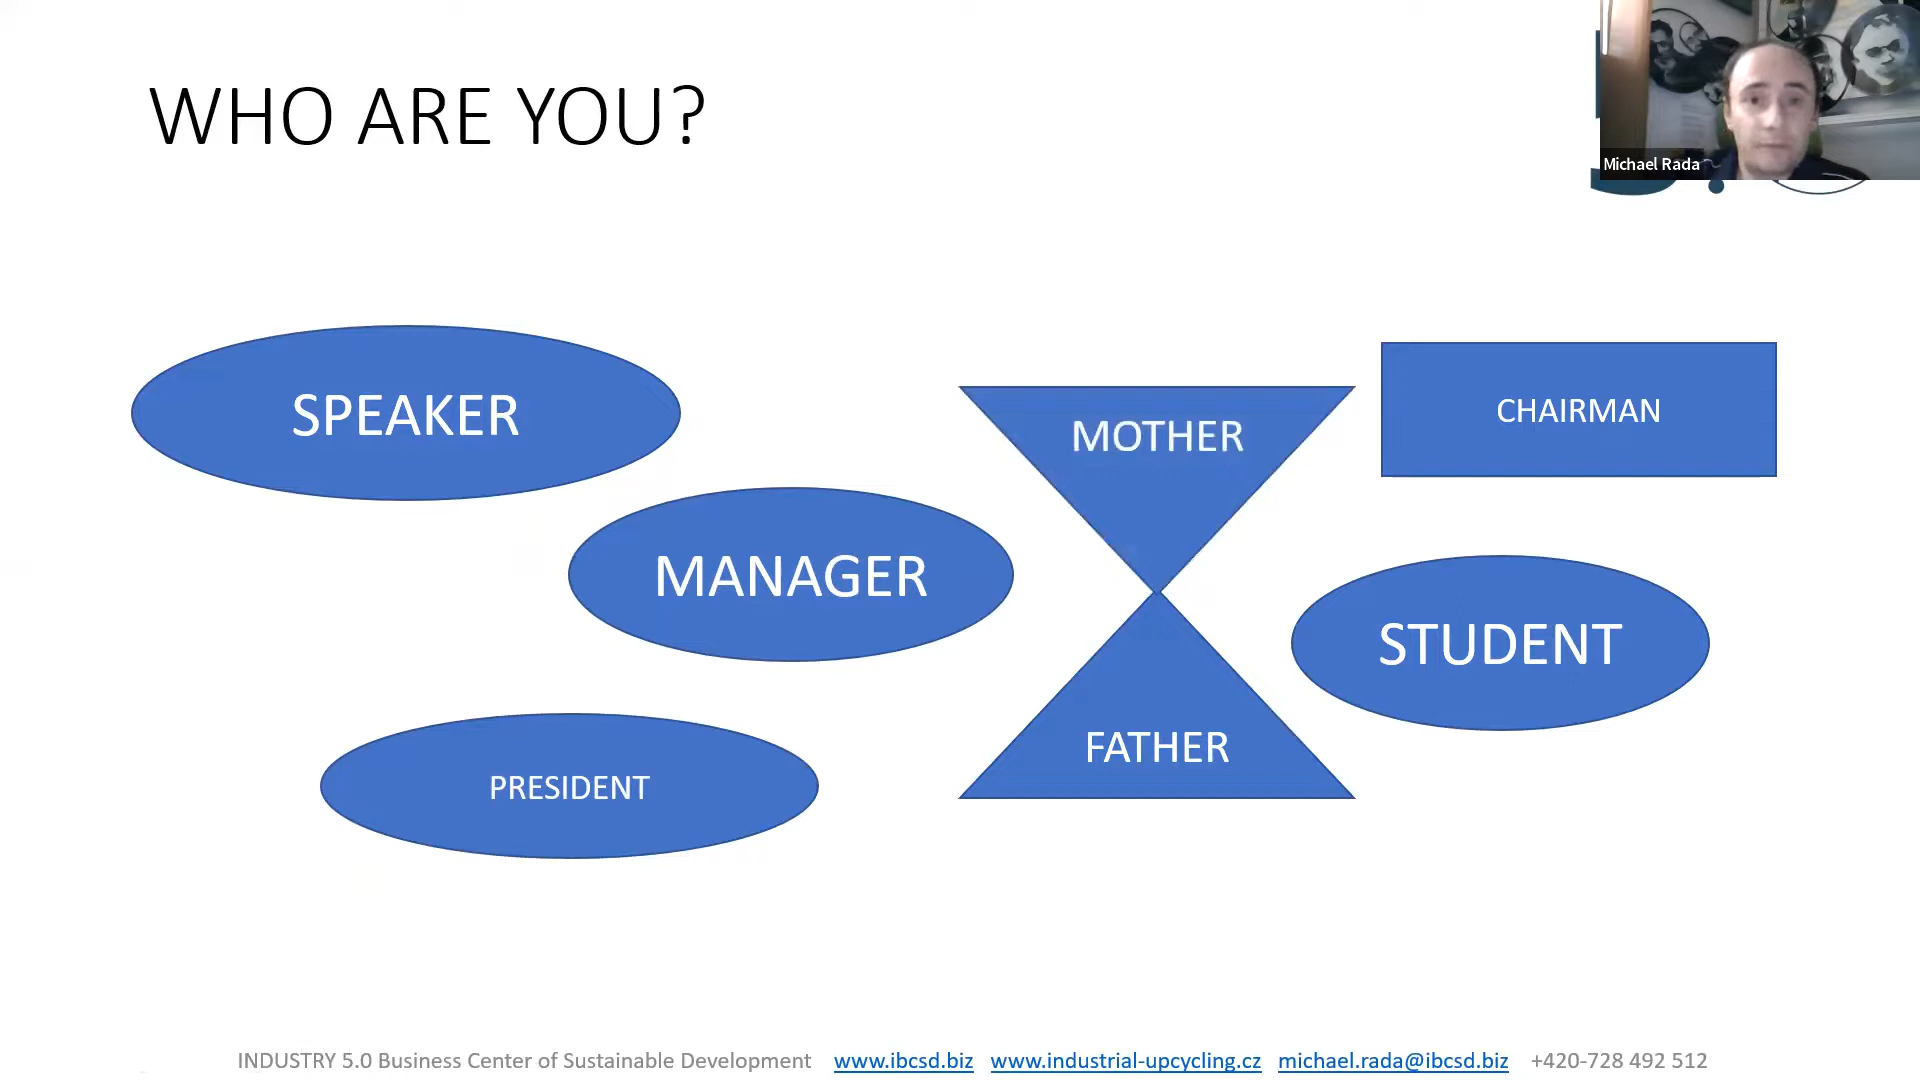 WHO ARE YOU?
Michael Rada
SPEAKER
MOTHER
CHAIRMAN
MANAGER
STUDENT
FATHER
PRESIDENT
INDUSTRY 5.0 Business Center of Sustainable Development www.ibcsd.biz www.industrial-upcycling.cz michael.rada@ibcsd.biz +420-728 492 512